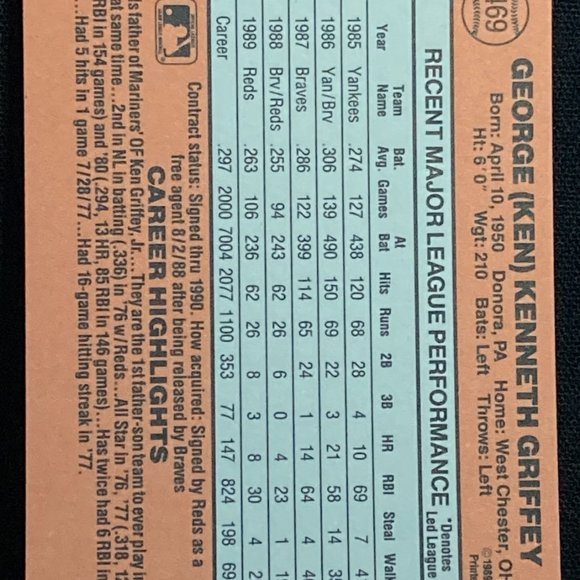 169
GEORGE (KEN) KENNETH GRIFFEY
Born: April 10, 1950 Donora, PA Home: West Chester,
Ht: 6'0" Wgt: 210 Bats: Left Throws: Left
RECENT MAJOR LEAGUE PERFORMANCE
*Denotes
Led League
Year Team Name Bat. Avg. Games At Bat Hits Runs 2B 3B HR RBI Steal
1985 Yankees .274 127 438 120 68 28 4 10 69 7
1986 Yan/Brv .306 139 490 150 69 22 3 21 58 14
1987 Braves .286 122 399 114 65 24 1 14 64 4
1988 Brv/Reds .255 94 243 62 26 6 0 4 23 1
1989 Reds .263 106 236 62 26 8 3 8 30 4
Career .297 2000 7004 2077 1100 353 77 147 824 198
Contract status: Signed thru 1990. How acquired: Signed by Reds as a
free agent 8/2/88 after being released by Braves
CAREER HIGHLIGHTS
Is father of Mariners' OF Ken Griffey, Jr....They are the 1st father-son team to ever play
at same time...2nd in NL in batting (.336) in '76 w/Reds...All Star in '76, '77 (.318,
RBI in 154 games) and '80 (.294, 13 HR, 85 RBI in 146 games)...Has twice had 6 RBI
...Had 5 hits in 1 game 7/28/77...Had 16-game hitting streak in '77.